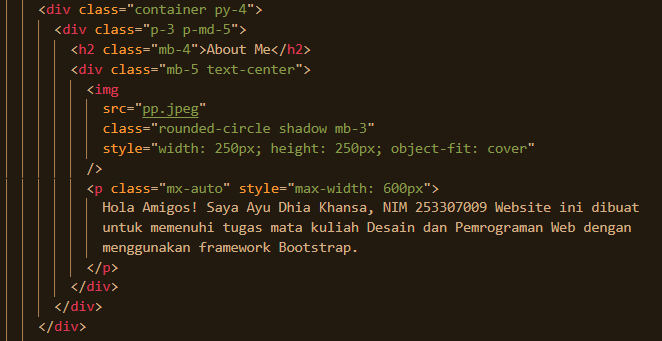 <div class="container py-4">
<div class="p-3 p-md-5">
<h2 class="mb-4">About Me</h2>
<div class="mb-5 text-center">
<img
src="pp.jpeg"
class="rounded-circle shadow mb-3"
style="width: 250px; height: 250px; object-fit: cover"
/>
<p class="mx-auto" style="max-width: 600px">
Hola Amigos! Saya Ayu Dhia Khansa, NIM 253307009 Website ini dibuat
untuk memenuhi tugas mata kuliah Desain dan Pemrograman Web dengan
menggunakan framework Bootstrap.
</p>
</div>
</div>
</div>